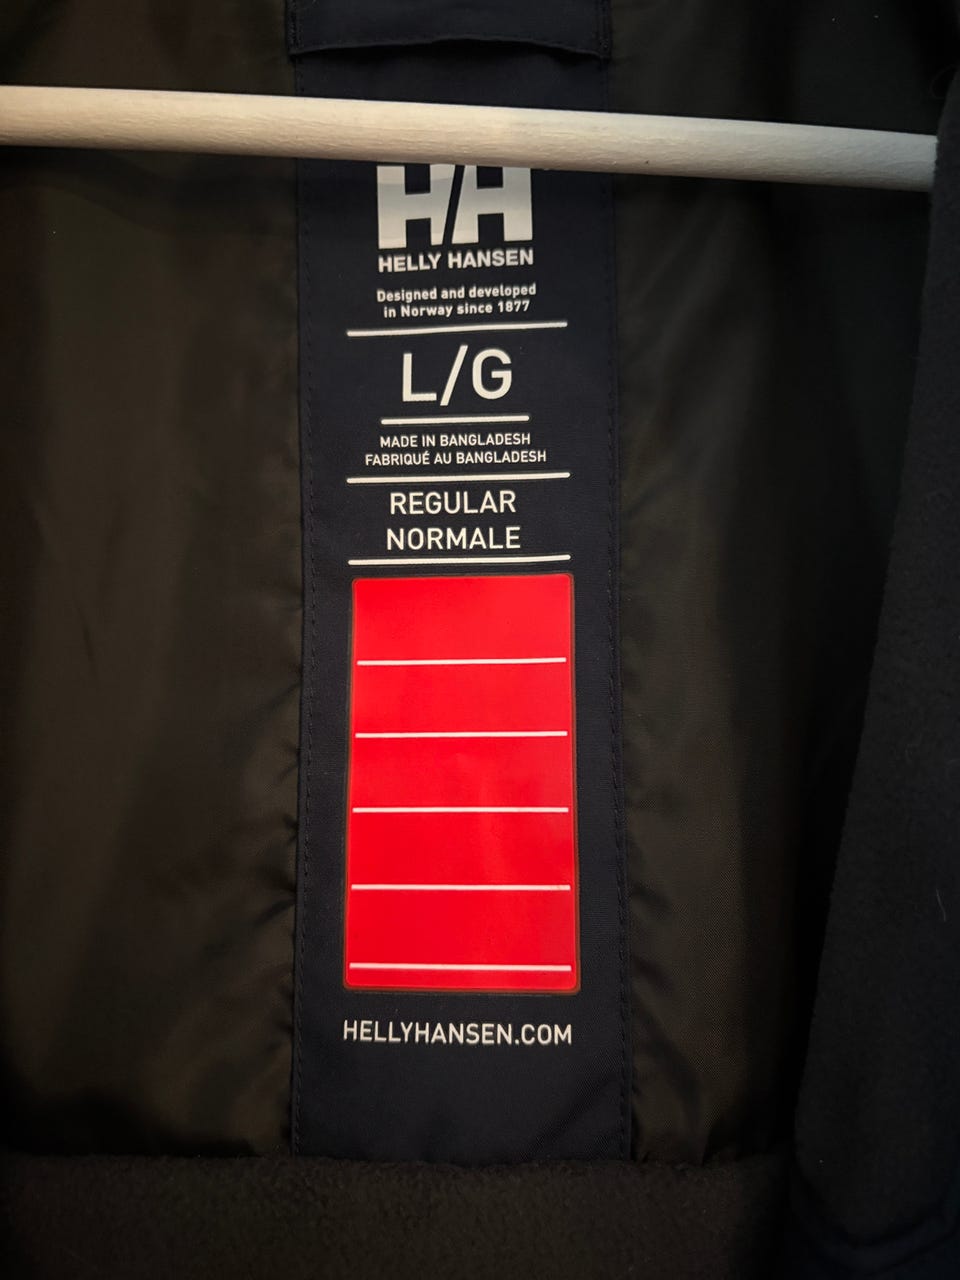 HH
HELLY HANSEN
Designed and developed
in Norway since 1877
L/G
MADE IN BANGLADESH
FABRIQUÉ AU BANGLADESH
REGULAR
NORMALE
HELLYHANSEN.COM